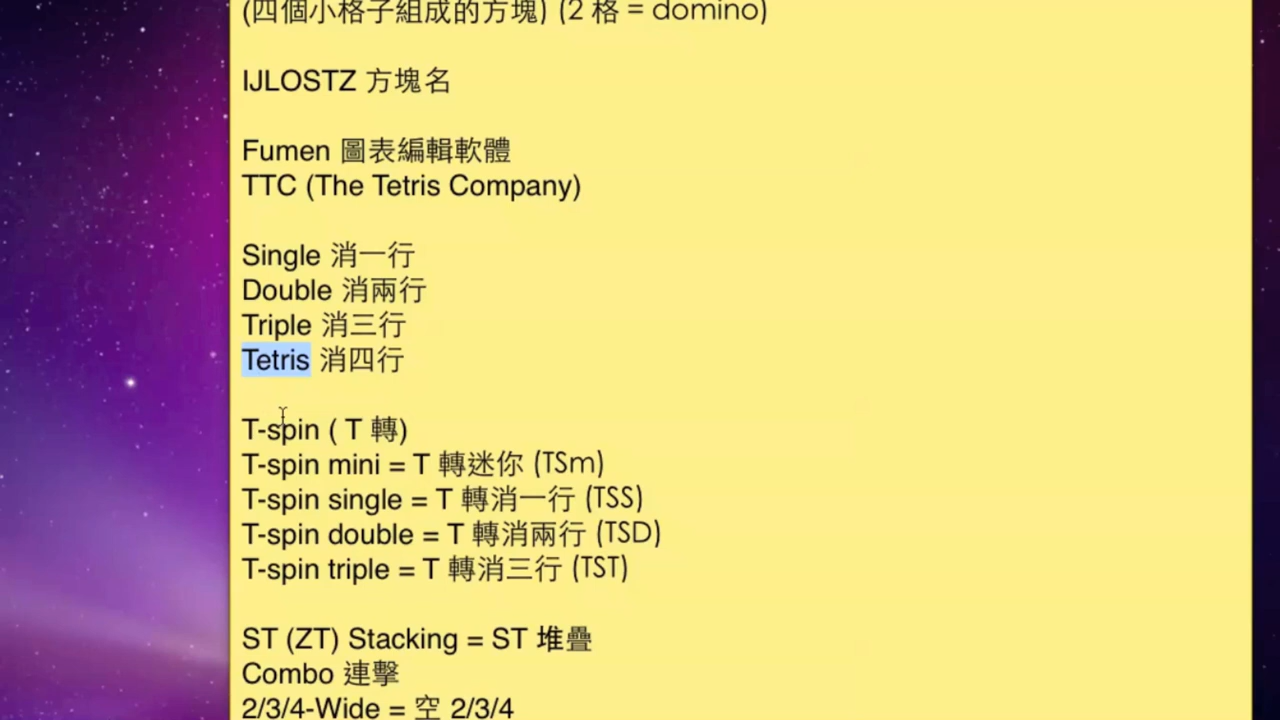 (四個小格子組成的方塊) (2 格 = domino)
IJLOSTZ 方塊名
Fumen 圖表編輯軟體
TTC (The Tetris Company)
Single 消一行
Double 消兩行
Triple 消三行
Tetris 消四行
T-spin ( T 轉)
T-spin mini = T 轉迷你 (TSm)
T-spin single = T 轉消一行 (TSS)
T-spin double = T 轉消兩行 (TSD)
T-spin triple = T 轉消三行 (TST)
ST (ZT) Stacking = ST 堆疊
Combo 連擊
2/3/4-Wide = 空 2/3/4